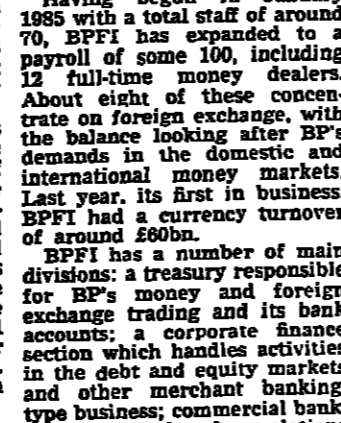 Having begun in January
1985 with a total staff of around
70, BPFI has expanded to a
payroll of some 100, including
12 full-time money dealers.
About eight of these concen-
trate on foreign exchange, with
the balance looking after BP's
demands in the domestic and
international money markets.
Last year, its first in business,
BPFI had a currency turnover
of around £60bn.
BPFI has a number of main
divisions: a treasury responsible
for BP's money and foreign
exchange trading and its bank
accounts; a corporate finance
section which handles activities
in the debt and equity markets
and other merchant banking
type business; commercial bank